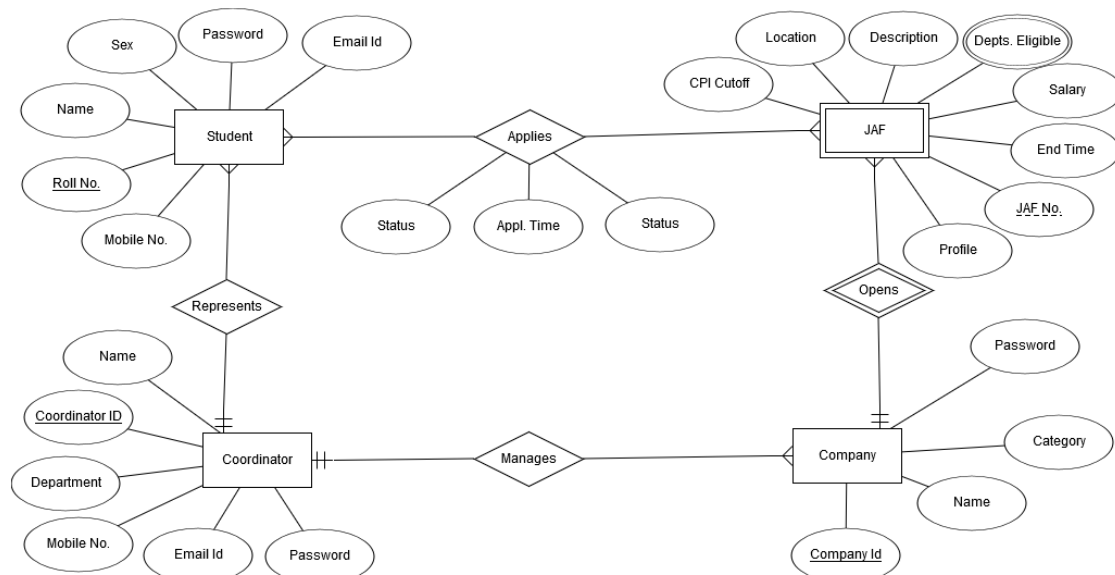 Password
Sex
Email Id
Name
Student
Roll No.
Mobile No.
Applies
Status
Appl. Time
Status
Location
Description
Depts. Eligible
CPI Cutoff
Salary
JAF
End Time
JAF No.
Profile
Represents
Opens
Name
Coordinator ID
Coordinator
Department
Mobile No.
Email Id
Password
Manages
Password
Category
Company
Name
Company Id